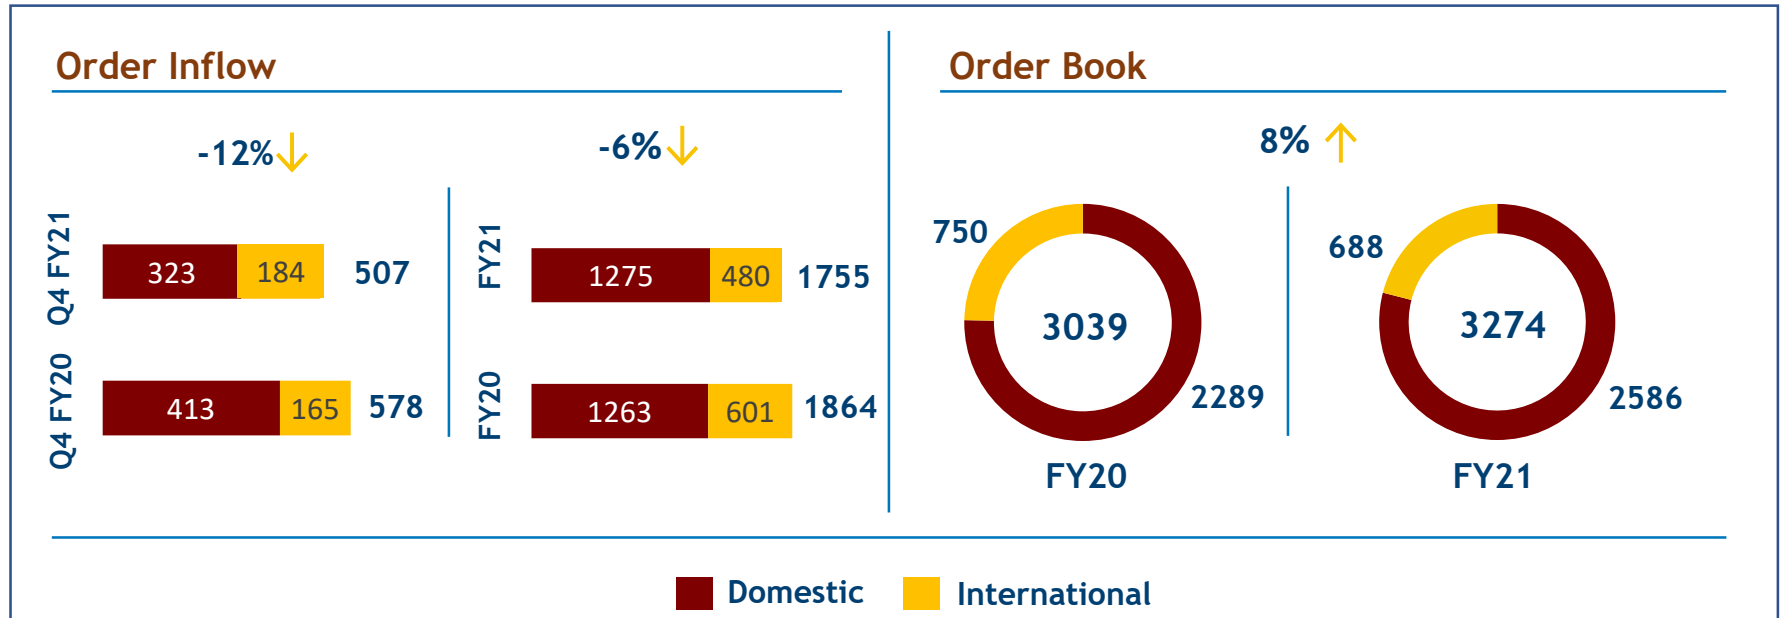 Order Inflow
-12%
-6%
Q4 FY21
323
184
507
Q4 FY20
413
165
578
FY21
1275
480
1755
FY20
1263
601
1864
Order Book
8%
750
3039
2289
FY20
688
3274
2586
FY21
Domestic
International